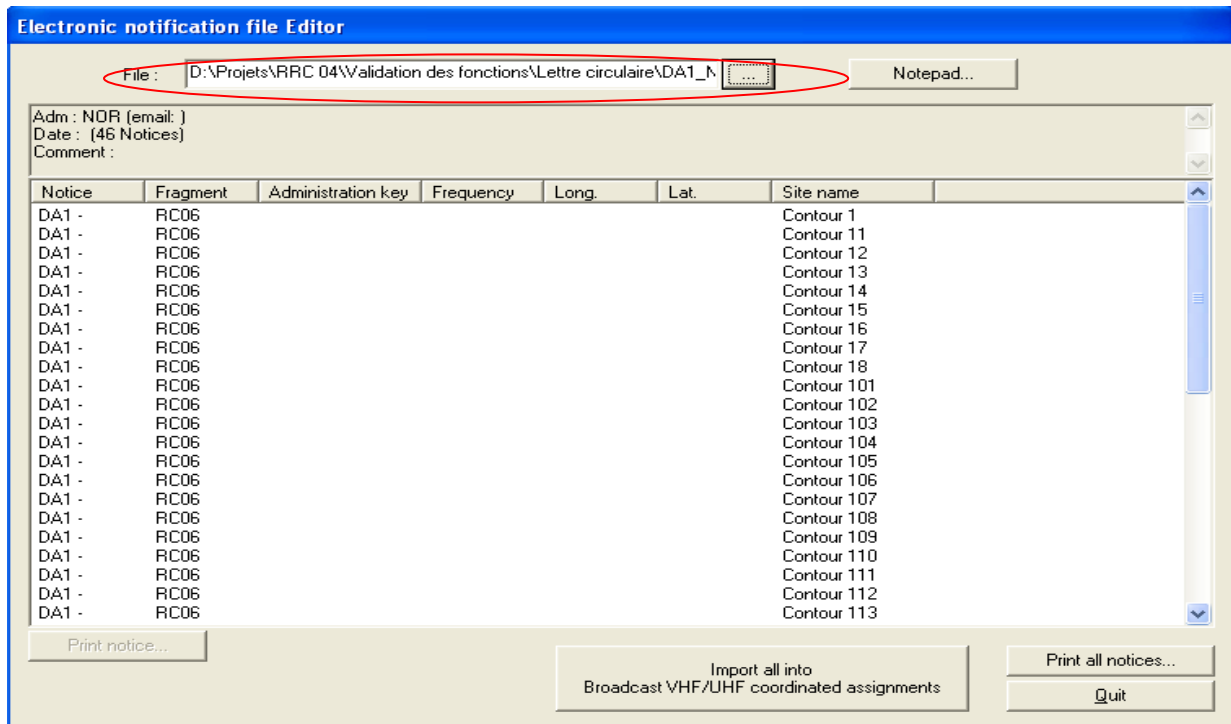 Electronic notification file Editor
File : D:\Projets\RRC 04\Validation des fonctions\Lettre circulaire\DA1_N ... Notepad...
Adm : NOR (email: )
Date : (46 Notices)
Comment :
Notice Fragment Administration key Frequency Long. Lat. Site name
DA1 - RC06 Contour 1
DA1 - RC06 Contour 11
DA1 - RC06 Contour 12
DA1 - RC06 Contour 13
DA1 - RC06 Contour 14
DA1 - RC06 Contour 15
DA1 - RC06 Contour 16
DA1 - RC06 Contour 17
DA1 - RC06 Contour 18
DA1 - RC06 Contour 101
DA1 - RC06 Contour 102
DA1 - RC06 Contour 103
DA1 - RC06 Contour 104
DA1 - RC06 Contour 105
DA1 - RC06 Contour 106
DA1 - RC06 Contour 107
DA1 - RC06 Contour 108
DA1 - RC06 Contour 109
DA1 - RC06 Contour 110
DA1 - RC06 Contour 111
DA1 - RC06 Contour 112
DA1 - RC06 Contour 113
Print notice...
Import all into
Broadcast VHF/UHF coordinated assignments
Print all notices...
Quit